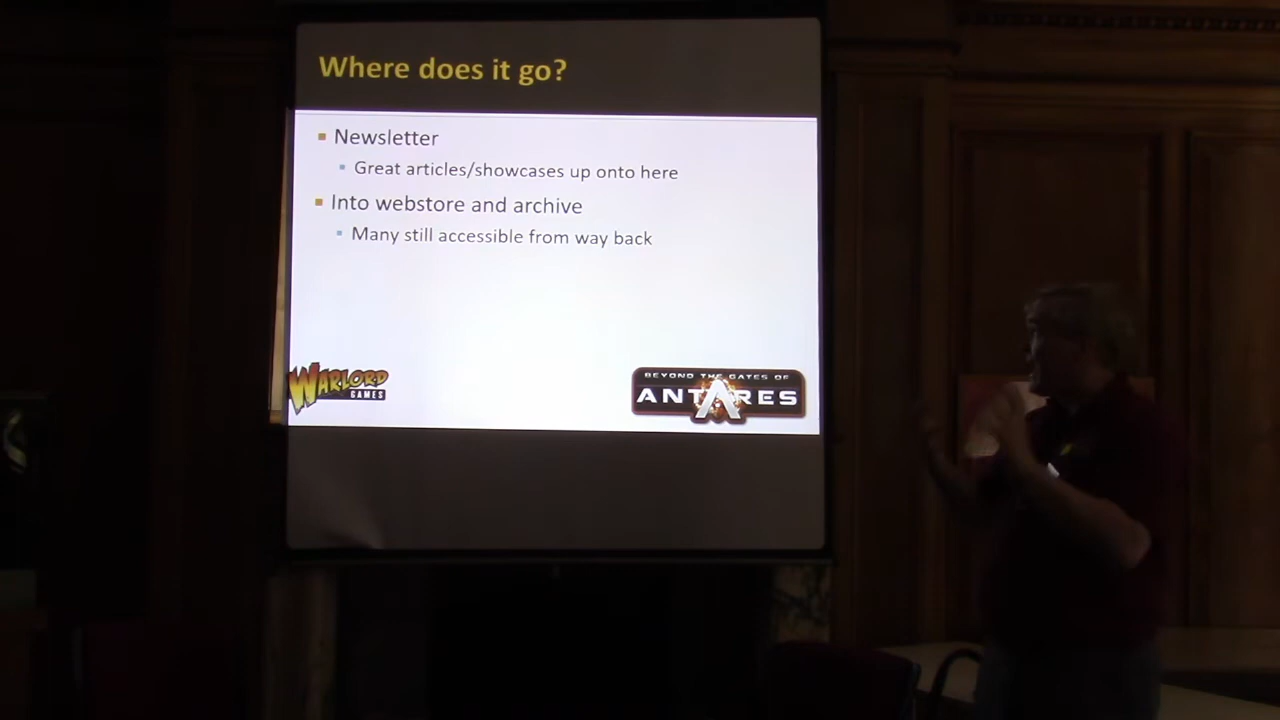 Where does it go?
Newsletter
Great articles/showcases up onto here
Into webstore and archive
Many still accessible from way back
WARLORD
GAMES
BEYOND THE GATES OF
ANTARES